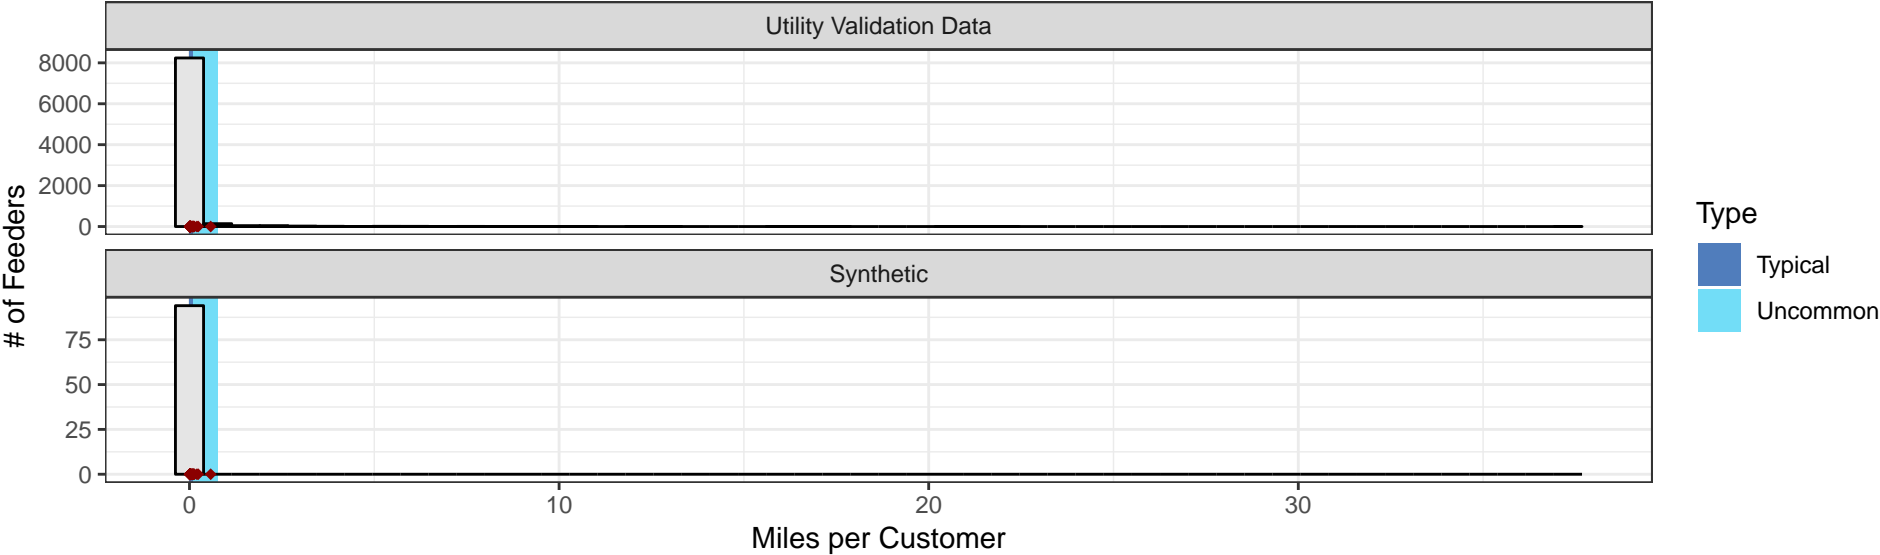 Utility Validation Data
8000
6000
4000
2000
0
Synthetic
75
50
25
0
0 10 20 30
Miles per Customer
# of Feeders
Type
Typical
Uncommon